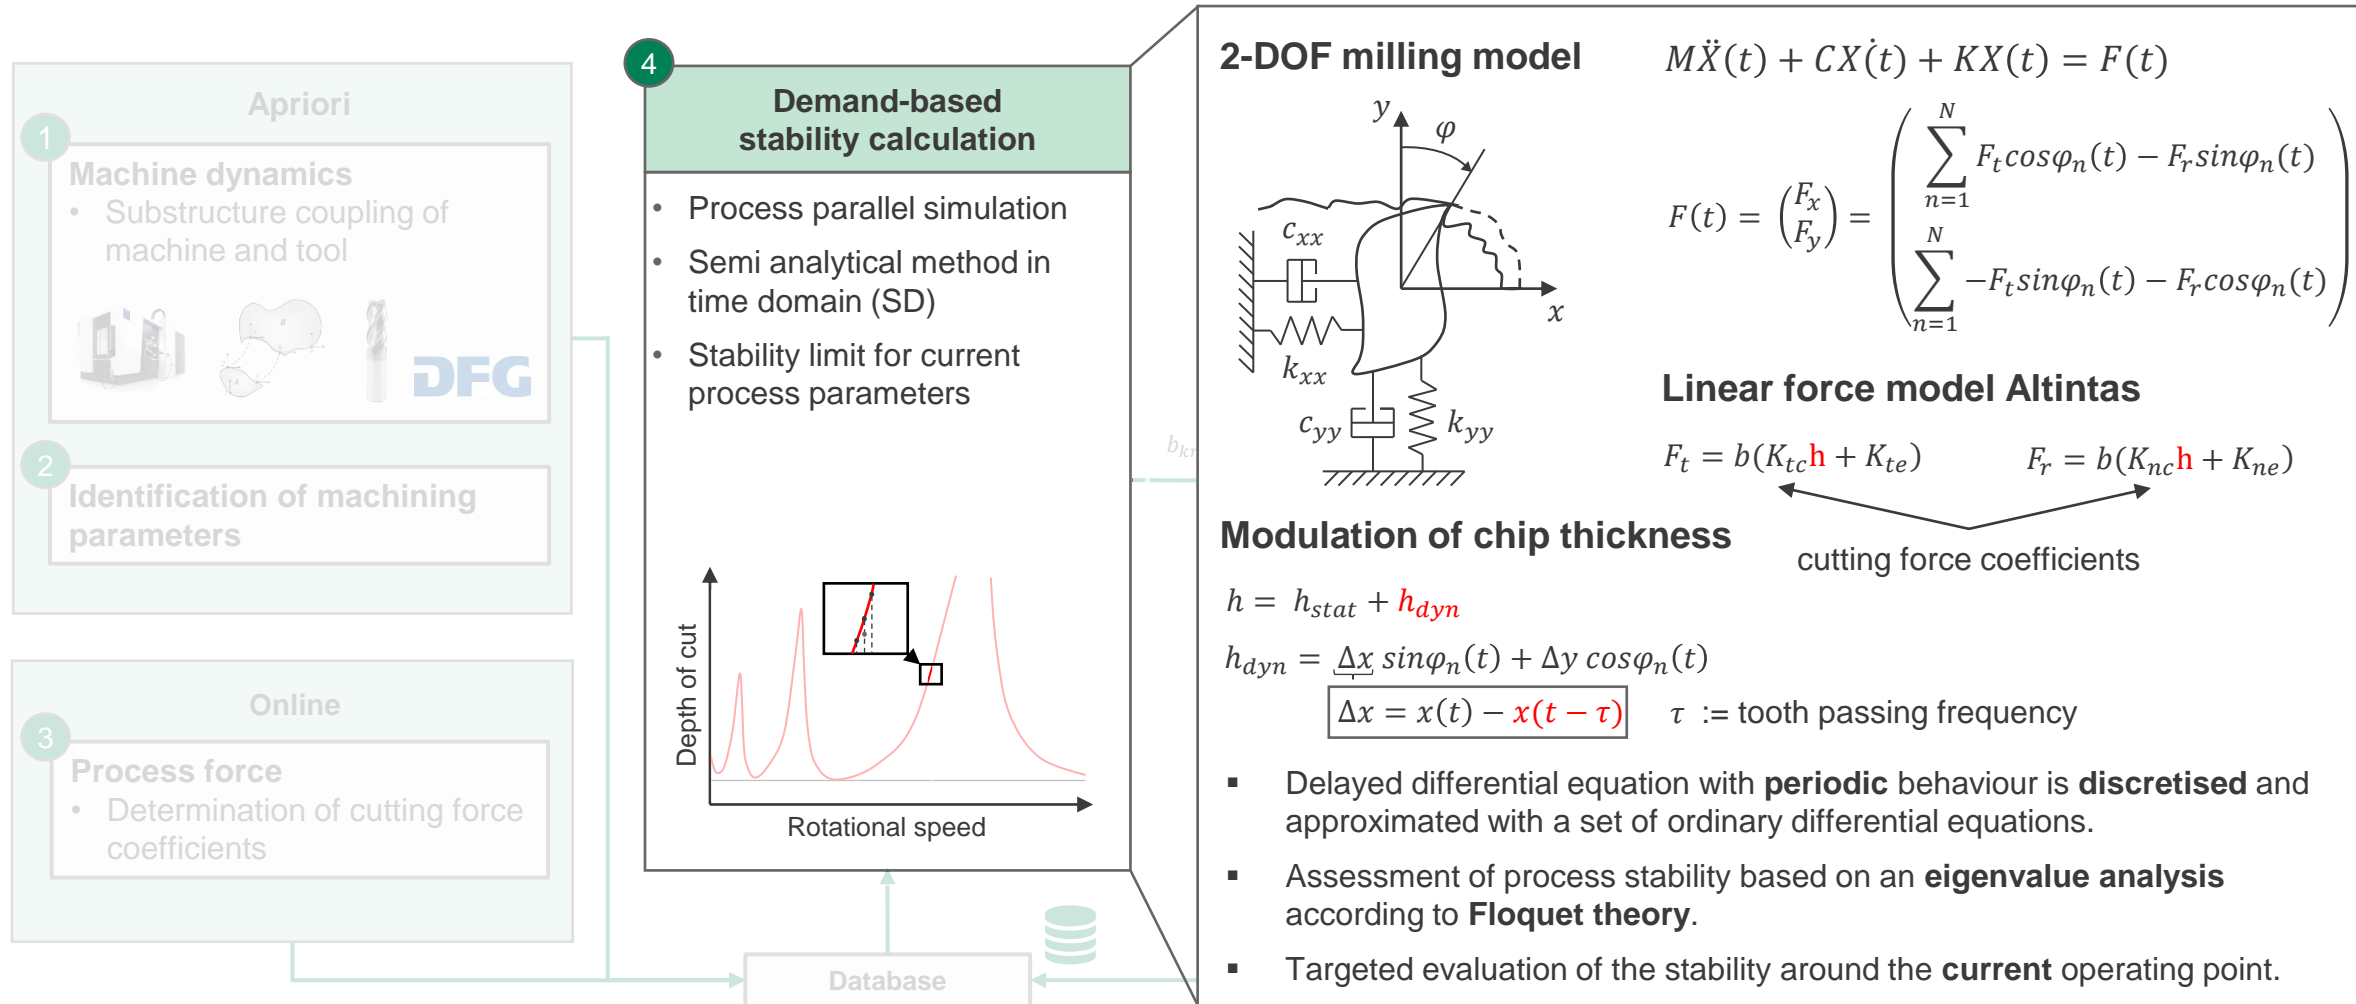 Apriori
1
Machine dynamics
• Substructure coupling of
machine and tool
DFG
2
Identification of machining
parameters
Online
3
Process force
• Determination of cutting force
coefficients
4
Demand-based
stability calculation
• Process parallel simulation
• Semi analytical method in
time domain (SD)
• Stability limit for current
process parameters
Depth of cut
Rotational speed
Database
2-DOF milling model
MẌ(t) + CẊ(t) + KX(t) = F(t)
y
φ
x
c_xx
k_xx
c_yy
k_yy
F(t) = (F_x F_y) = (∑_{n=1}^{N} F_t cosφ_n(t) − F_r sinφ_n(t)
∑_{n=1}^{N} −F_t sinφ_n(t) − F_r cosφ_n(t))
Linear force model Altintas
F_t = b(K_tc h + K_te) F_r = b(K_nc h + K_ne)
cutting force coefficients
Modulation of chip thickness
h = h_stat + h_dyn
h_dyn = Δx sinφ_n(t) + Δy cosφ_n(t)
Δx = x(t) − x(t − τ) τ := tooth passing frequency
▪ Delayed differential equation with periodic behaviour is discretised and
approximated with a set of ordinary differential equations.
▪ Assessment of process stability based on an eigenvalue analysis
according to Floquet theory.
▪ Targeted evaluation of the stability around the current operating point.